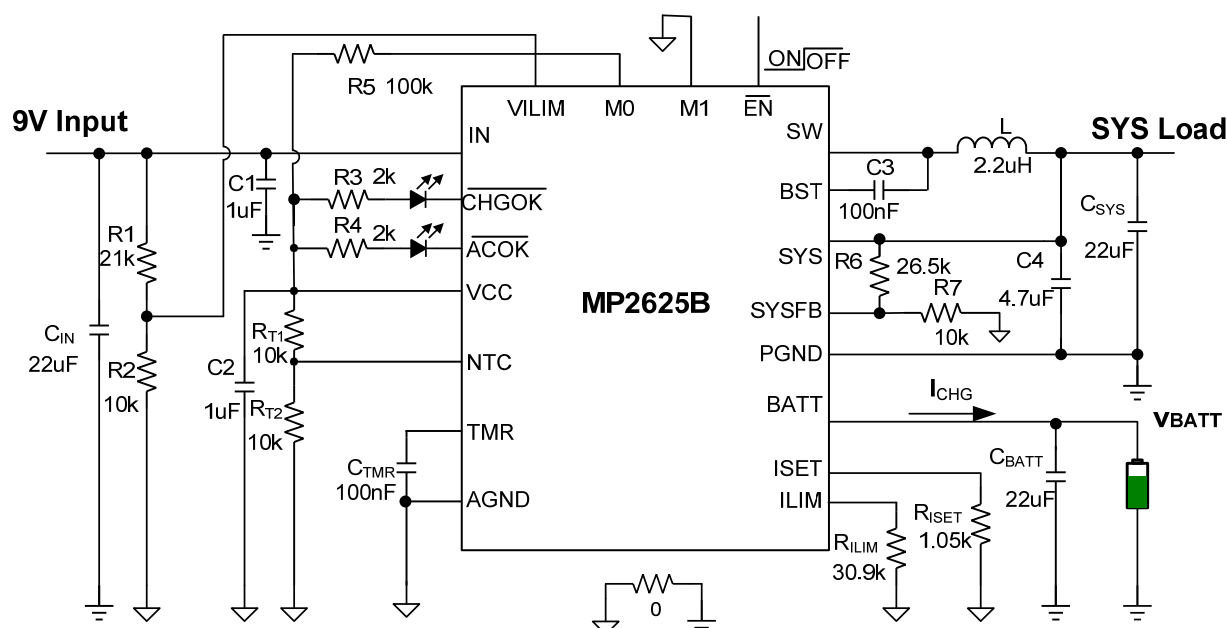 ON OFF
R5 100k
VILIM M0 M1 EN
9V Input
IN
SW
L
2.2uH
SYS Load
C1
1uF
R3 2k
CHGOK
BST
C3
100nF
R1
21k
R4 2k
ACOK
CSYS
22uF
SYS
R6 26.5k
C4
4.7uF
VCC
MP2625B
SYSFB
R7
10k
CIN
22uF
RT1
10k
R2
10k
C2
1uF
NTC
PGND
RT2
10k
BATT
ICHG
VBATT
TMR
CTMR
100nF
ISET
CBATT
22uF
AGND
ILIM
RISET
1.05k
RILIM
30.9k
0